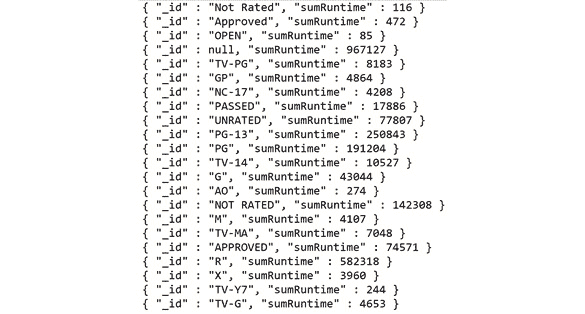 { "_id" : "Not Rated", "sumRuntime" : 116 }
{ "_id" : "Approved", "sumRuntime" : 472 }
{ "_id" : "OPEN", "sumRuntime" : 85 }
{ "_id" : null, "sumRuntime" : 967127 }
{ "_id" : "TV-PG", "sumRuntime" : 8183 }
{ "_id" : "GP", "sumRuntime" : 4864 }
{ "_id" : "NC-17", "sumRuntime" : 4208 }
{ "_id" : "PASSED", "sumRuntime" : 17886 }
{ "_id" : "UNRATED", "sumRuntime" : 77807 }
{ "_id" : "PG-13", "sumRuntime" : 250843 }
{ "_id" : "PG", "sumRuntime" : 191204 }
{ "_id" : "TV-14", "sumRuntime" : 10527 }
{ "_id" : "G", "sumRuntime" : 43044 }
{ "_id" : "AO", "sumRuntime" : 274 }
{ "_id" : "NOT RATED", "sumRuntime" : 142308 }
{ "_id" : "M", "sumRuntime" : 4107 }
{ "_id" : "TV-MA", "sumRuntime" : 7048 }
{ "_id" : "APPROVED", "sumRuntime" : 74571 }
{ "_id" : "R", "sumRuntime" : 582318 }
{ "_id" : "X", "sumRuntime" : 3960 }
{ "_id" : "TV-Y7", "sumRuntime" : 244 }
{ "_id" : "TV-G", "sumRuntime" : 4653 }